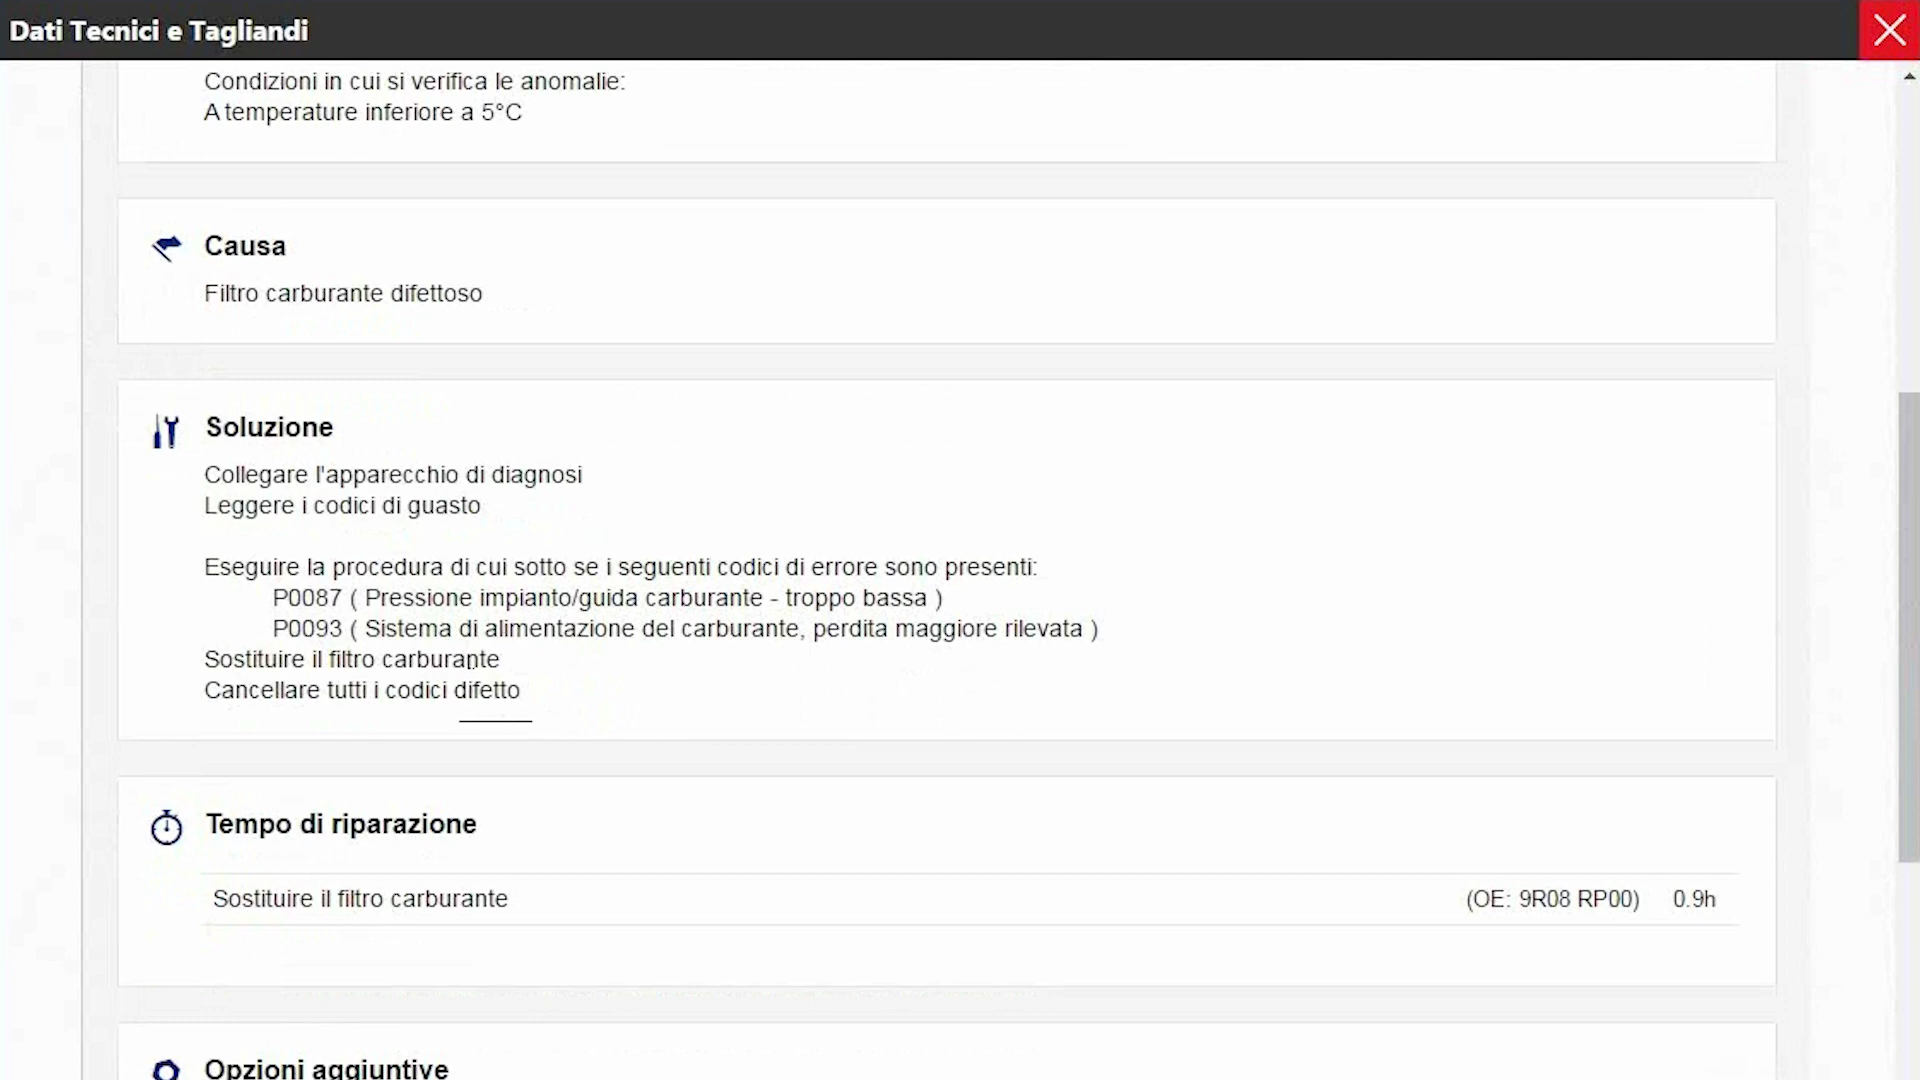 Dati Tecnici e Tagliandi
Condizioni in cui si verifica le anomalie:
A temperature inferiore a 5°C
Causa
Filtro carburante difettoso
Soluzione
Collegare l'apparecchio di diagnosi
Leggere i codici di guasto
Eseguire la procedura di cui sotto se i seguenti codici di errore sono presenti:
P0087 ( Pressione impianto/guida carburante - troppo bassa )
P0093 ( Sistema di alimentazione del carburante, perdita maggiore rilevata )
Sostituire il filtro carburante
Cancellare tutti i codici difetto
Tempo di riparazione
Sostituire il filtro carburante (OE: 9R08 RP00) 0.9h
Opzioni aggiuntive